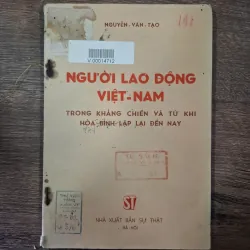 NGUYỄN-VĂN-TẠO
V.00014712
NGƯỜI LAO ĐỘNG
VIỆT-NAM
TRONG KHÁNG CHIẾN VÀ TỪ KHI
HÒA BÌNH LẬP LẠI ĐẾN NAY
ST
NHÀ XUẤT BẢN SỰ THẬT
HÀ NỘI